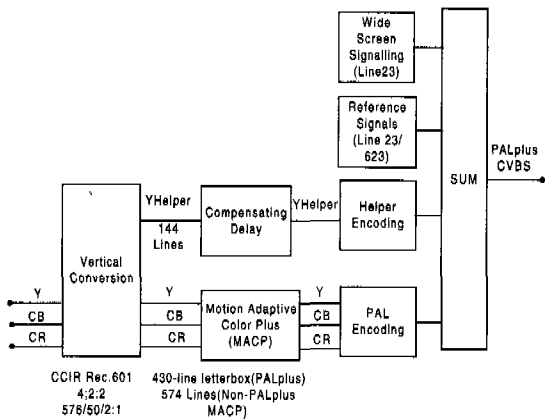 Wide
Screen
Signalling
(Line23)
Reference
Signals
(Line 23/
623)
SUM
PALplus
CVBS
YHelper
144
Lines
Compensating
Delay
YHelper
Helper
Encoding
Vertical
Conversion
Y
CB
CR
Y
CB
CR
Motion Adaptive
Color Plus
(MACP)
Y
CB
CR
PAL
Encoding
CCIR Rec.601
4;2:2
576/50/2:1
430-line letterbox(PALplus)
574 Lines(Non-PALplus
MACP)